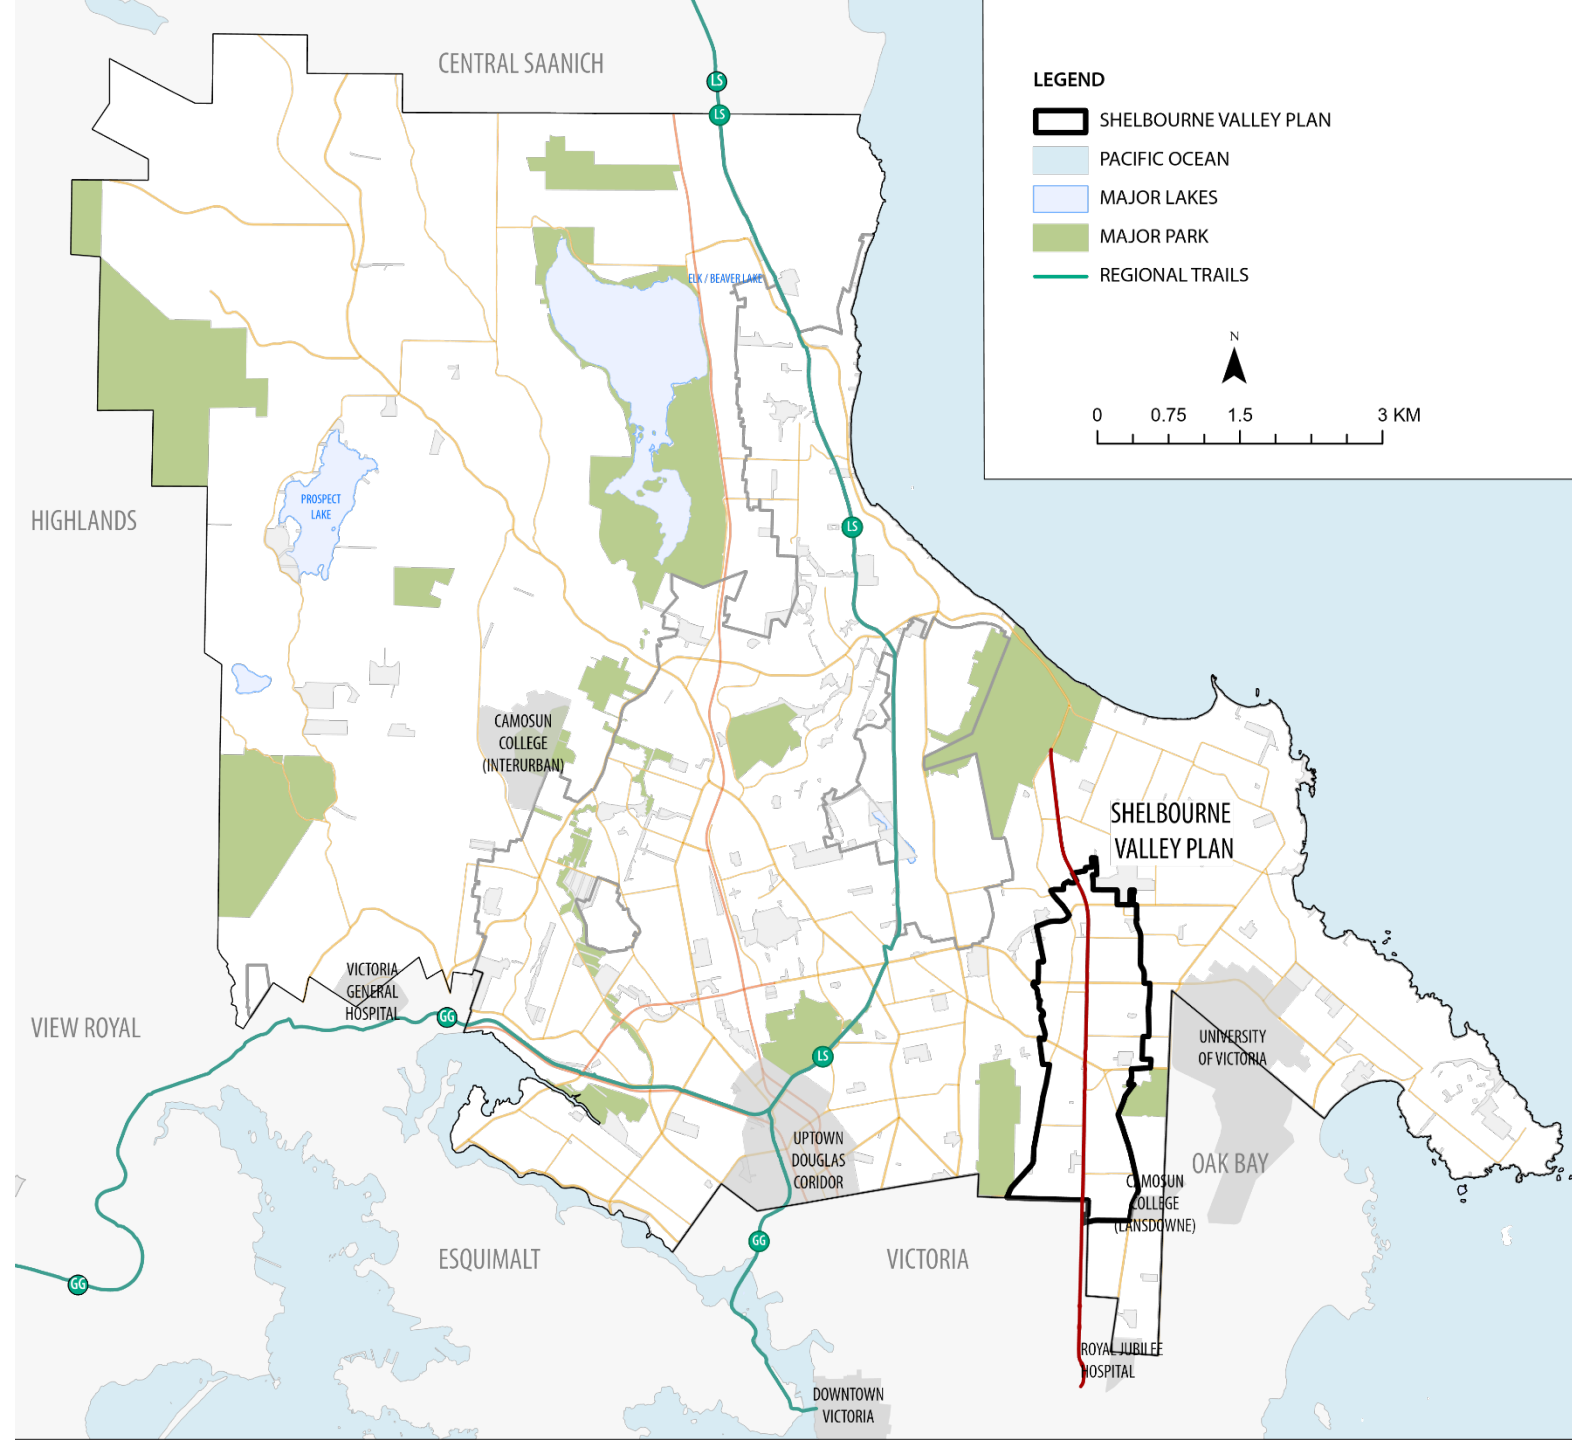 CENTRAL SAANICH
LS
LS
LEGEND
SHELBOURNE VALLEY PLAN
PACIFIC OCEAN
MAJOR LAKES
MAJOR PARK
REGIONAL TRAILS
N
0 0.75 1.5 3 KM
ELK / BEAVER LAKE
PROSPECT
LAKE
HIGHLANDS
LS
CAMOSUN
COLLEGE
(INTERURBAN)
SHELBOURNE
VALLEY PLAN
VICTORIA
GENERAL
HOSPITAL
GG
VIEW ROYAL
UNIVERSITY
OF VICTORIA
LS
UPTOWN
DOUGLAS
CORIDOR
OAK BAY
CAMOSUN
COLLEGE
(LANSDOWNE)
GG
ESQUIMALT
VICTORIA
GG
ROYAL JUBILEE
HOSPITAL
DOWNTOWN
VICTORIA